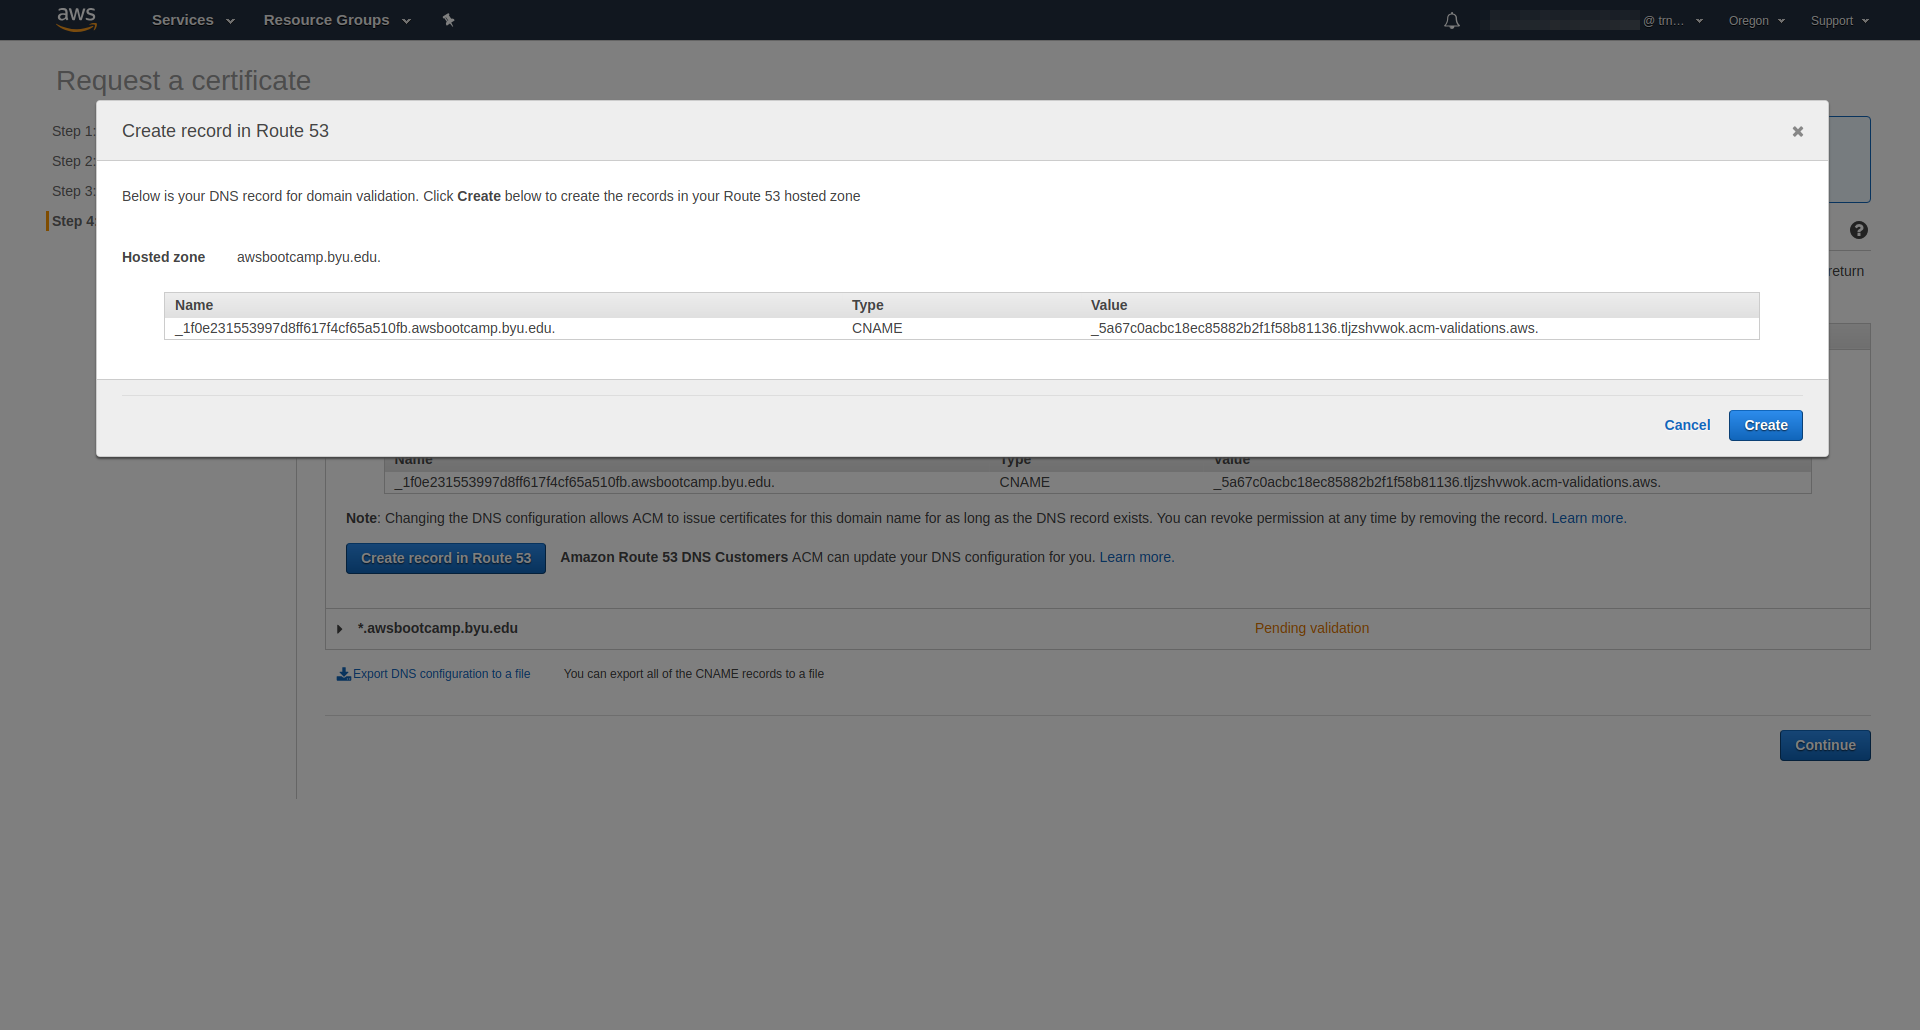 aws
Services
Resource Groups
@ trn...
Oregon
Support
Request a certificate
Create record in Route 53
Step 1:
Step 2:
Step 3:
Step 4:
Below is your DNS record for domain validation. Click Create below to create the records in your Route 53 hosted zone
Hosted zone awsbootcamp.byu.edu.
return
Name Type Value
_1f0e231553997d8ff617f4cf65a510fb.awsbootcamp.byu.edu. CNAME _5a67c0acbc18ec85882b2f1f58b81136.tljzshvwok.acm-validations.aws.
Cancel Create
Name Type Value
_1f0e231553997d8ff617f4cf65a510fb.awsbootcamp.byu.edu. CNAME _5a67c0acbc18ec85882b2f1f58b81136.tljzshvwok.acm-validations.aws.
Note: Changing the DNS configuration allows ACM to issue certificates for this domain name for as long as the DNS record exists. You can revoke permission at any time by removing the record. Learn more.
Create record in Route 53 Amazon Route 53 DNS Customers ACM can update your DNS configuration for you. Learn more.
*.awsbootcamp.byu.edu Pending validation
Export DNS configuration to a file You can export all of the CNAME records to a file
Continue